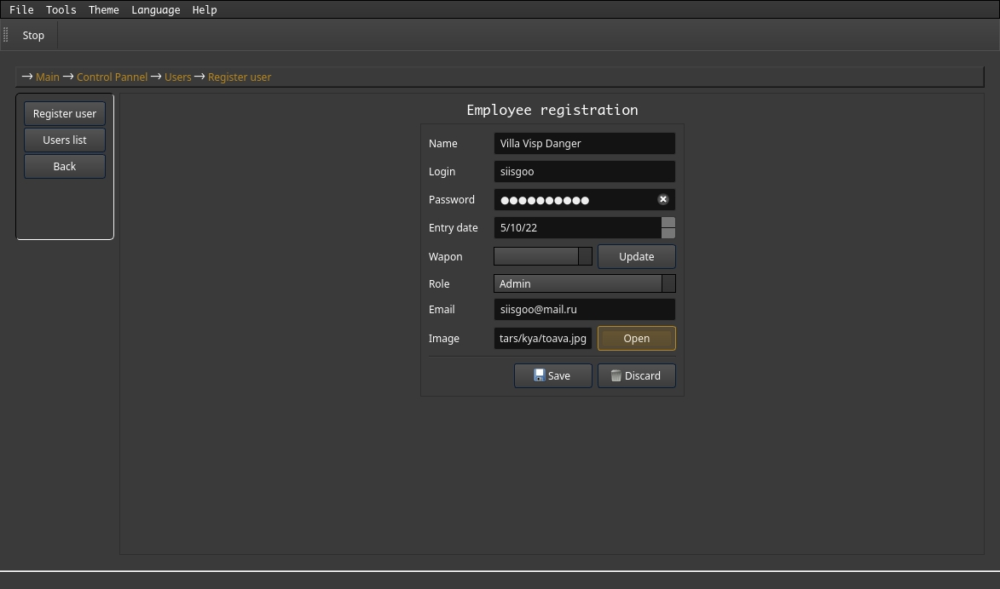 File Tools Theme Language Help
Stop
→ Main → Control Pannel → Users → Register user
Register user
Users list
Back
Employee registration
Name Villa Visp Danger
Login siisgoo
Password ●●●●●●●●●●
Entry date 5/10/22
Wapon Update
Role Admin
Email siisgoo@mail.ru
Image tars/kya/toava.jpg Open
Save Discard